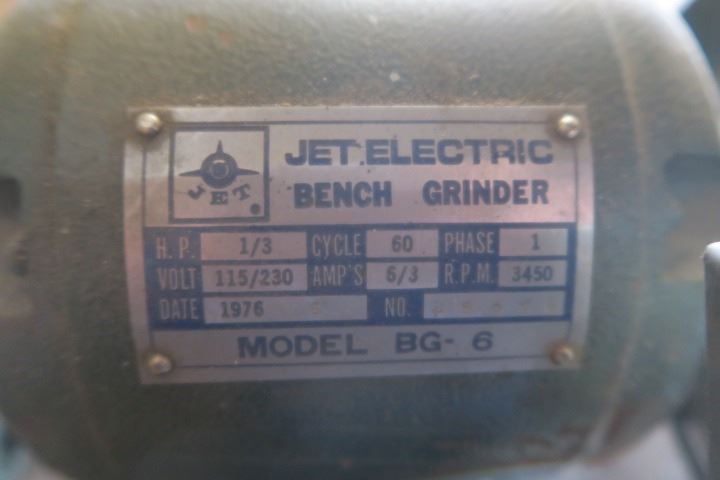 JET
JET.ELECTRIC
BENCH GRINDER
H.P. 1/3 CYCLE 60 PHASE 1
VOLT 115/230 AMP'S 6/3 R.P.M. 3450
DATE 1976 NO.
MODEL BG-6